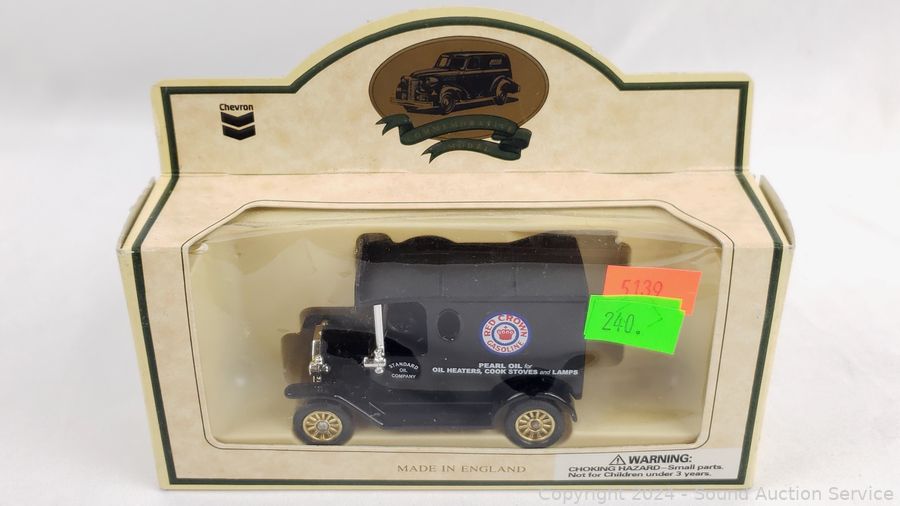 Chevron
COMMEMORATIVE
MODEL
5139
240.
RED CROWN
GASOLINE
STANDARD
OIL
COMPANY
PEARL OIL for
OIL HEATERS, COOK STOVES and LAMPS
MADE IN ENGLAND
WARNING:
CHOKING HAZARD—Small parts.
Not for Children under 3 years.
Copyright 2024 - Sound Auction Service